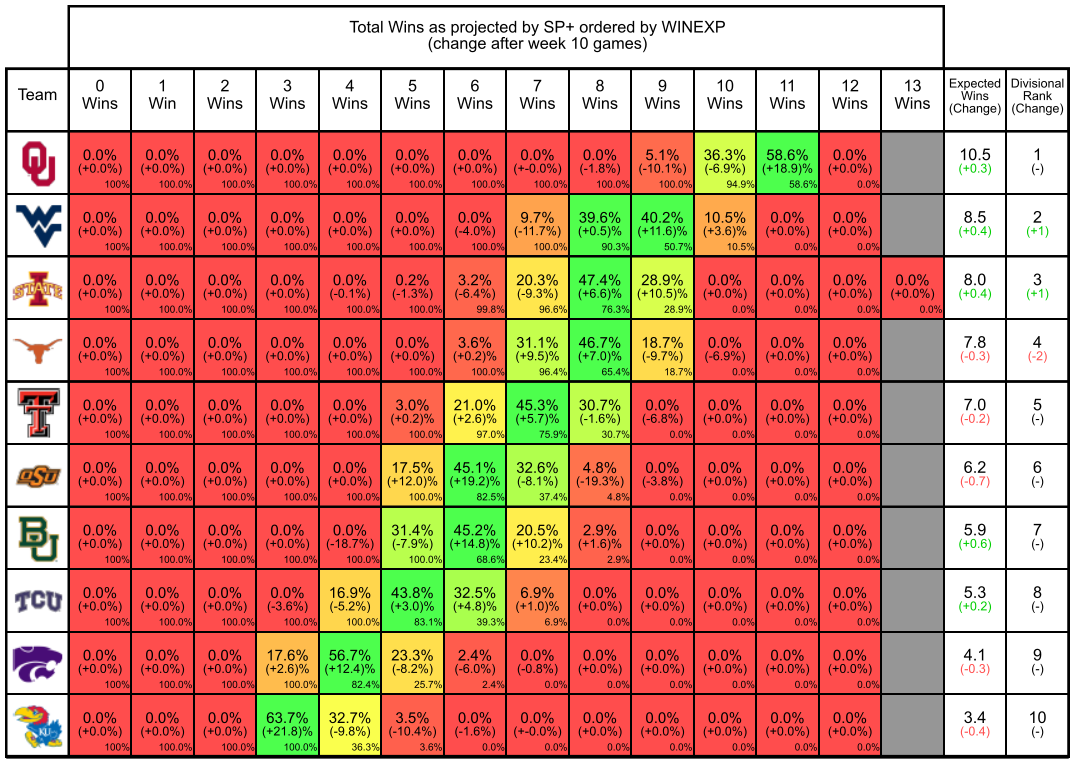 Total Wins as projected by SP+ ordered by WINEXP
(change after week 10 games)
Team 0 Wins 1 Win 2 Wins 3 Wins 4 Wins 5 Wins 6 Wins 7 Wins 8 Wins 9 Wins 10 Wins 11 Wins 12 Wins 13 Wins Expected Wins (Change) Divisional Rank (Change)
OU
0.0% 0.0% 0.0% 0.0% 0.0% 0.0% 0.0% 0.0% 0.0% 5.1% 36.3% 58.6% 0.0% 10.5 1
(+0.0%) (+0.0%) (+0.0%) (+0.0%) (+0.0%) (+0.0%) (+0.0%) (+-0.0%) (-1.8%) (-10.1%) (-6.9%) (+18.9)% (+0.0%) (+0.3) (-)
100% 100.0% 100.0% 100.0% 100.0% 100.0% 100.0% 100.0% 100.0% 100.0% 94.9% 58.6% 0.0%
WV
0.0% 0.0% 0.0% 0.0% 0.0% 0.0% 0.0% 9.7% 39.6% 40.2% 10.5% 0.0% 0.0% 8.5 2
(+0.0%) (+0.0%) (+0.0%) (+0.0%) (+0.0%) (+0.0%) (-4.0%) (-11.7%) (+0.5)% (+11.6)% (+3.6)% (+0.0%) (+0.0%) (+0.4) (+1)
100% 100.0% 100.0% 100.0% 100.0% 100.0% 100.0% 100.0% 90.3% 50.7% 10.5% 0.0% 0.0%
I STATE
0.0% 0.0% 0.0% 0.0% 0.0% 0.2% 3.2% 20.3% 47.4% 28.9% 0.0% 0.0% 0.0% 0.0% 8.0 3
(+0.0%) (+0.0%) (+0.0%) (+0.0%) (-0.1%) (-1.3%) (-6.4%) (-9.3%) (+6.6)% (+10.5)% (+0.0%) (+0.0%) (+0.0%) (+0.0%) (+0.4) (+1)
100% 100.0% 100.0% 100.0% 100.0% 100.0% 99.8% 96.6% 76.3% 28.9% 0.0% 0.0% 0.0% 0.0%
0.0% 0.0% 0.0% 0.0% 0.0% 0.0% 3.6% 31.1% 46.7% 18.7% 0.0% 0.0% 0.0% 7.8 4
(+0.0%) (+0.0%) (+0.0%) (+0.0%) (+0.0%) (+0.0%) (+0.2)% (+9.5)% (+7.0)% (-9.7%) (-6.9%) (+0.0%) (+0.0%) (-0.3) (-2)
100% 100.0% 100.0% 100.0% 100.0% 100.0% 100.0% 96.4% 65.4% 18.7% 0.0% 0.0% 0.0%
T
0.0% 0.0% 0.0% 0.0% 0.0% 3.0% 21.0% 45.3% 30.7% 0.0% 0.0% 0.0% 0.0% 7.0 5
(+0.0%) (+0.0%) (+0.0%) (+0.0%) (+0.0%) (+0.2)% (+2.6)% (+5.7)% (-1.6%) (-6.8%) (+0.0%) (+0.0%) (+0.0%) (-0.2) (-)
100% 100.0% 100.0% 100.0% 100.0% 100.0% 97.0% 75.9% 30.7% 0.0% 0.0% 0.0% 0.0%
OSU
0.0% 0.0% 0.0% 0.0% 0.0% 17.5% 45.1% 32.6% 4.8% 0.0% 0.0% 0.0% 0.0% 6.2 6
(+0.0%) (+0.0%) (+0.0%) (+0.0%) (+0.0%) (+12.0)% (+19.2)% (-8.1%) (-19.3%) (-3.8%) (+0.0%) (+0.0%) (+0.0%) (-0.7) (-)
100% 100.0% 100.0% 100.0% 100.0% 100.0% 82.5% 37.4% 4.8% 0.0% 0.0% 0.0% 0.0%
BU
0.0% 0.0% 0.0% 0.0% 0.0% 31.4% 45.2% 20.5% 2.9% 0.0% 0.0% 0.0% 0.0% 5.9 7
(+0.0%) (+0.0%) (+0.0%) (+0.0%) (-18.7%) (-7.9%) (+14.8)% (+10.2)% (+1.6)% (+0.0%) (+0.0%) (+0.0%) (+0.0%) (+0.6) (-)
100% 100.0% 100.0% 100.0% 100.0% 100.0% 68.6% 23.4% 2.9% 0.0% 0.0% 0.0% 0.0%
TCU
0.0% 0.0% 0.0% 0.0% 16.9% 43.8% 32.5% 6.9% 0.0% 0.0% 0.0% 0.0% 0.0% 5.3 8
(+0.0%) (+0.0%) (+0.0%) (-3.6%) (-5.2%) (+3.0)% (+4.8)% (+1.0)% (+0.0%) (+0.0%) (+0.0%) (+0.0%) (+0.0%) (+0.2) (-)
100% 100.0% 100.0% 100.0% 100.0% 83.1% 39.3% 6.9% 0.0% 0.0% 0.0% 0.0% 0.0%
0.0% 0.0% 0.0% 17.6% 56.7% 23.3% 2.4% 0.0% 0.0% 0.0% 0.0% 0.0% 0.0% 4.1 9
(+0.0%) (+0.0%) (+0.0%) (+2.6)% (+12.4)% (-8.2%) (-6.0%) (-0.8%) (+0.0%) (+0.0%) (+0.0%) (+0.0%) (+0.0%) (-0.3) (-)
100% 100.0% 100.0% 100.0% 82.4% 25.7% 2.4% 0.0% 0.0% 0.0% 0.0% 0.0% 0.0%
KU
0.0% 0.0% 0.0% 63.7% 32.7% 3.5% 0.0% 0.0% 0.0% 0.0% 0.0% 0.0% 0.0% 3.4 10
(+0.0%) (+0.0%) (+0.0%) (+21.8)% (-9.8%) (-10.4%) (-1.6%) (+-0.0%) (+0.0%) (+0.0%) (+0.0%) (+0.0%) (+0.0%) (-0.4) (-)
100% 100.0% 100.0% 100.0% 36.3% 3.6% 0.0% 0.0% 0.0% 0.0% 0.0% 0.0% 0.0%